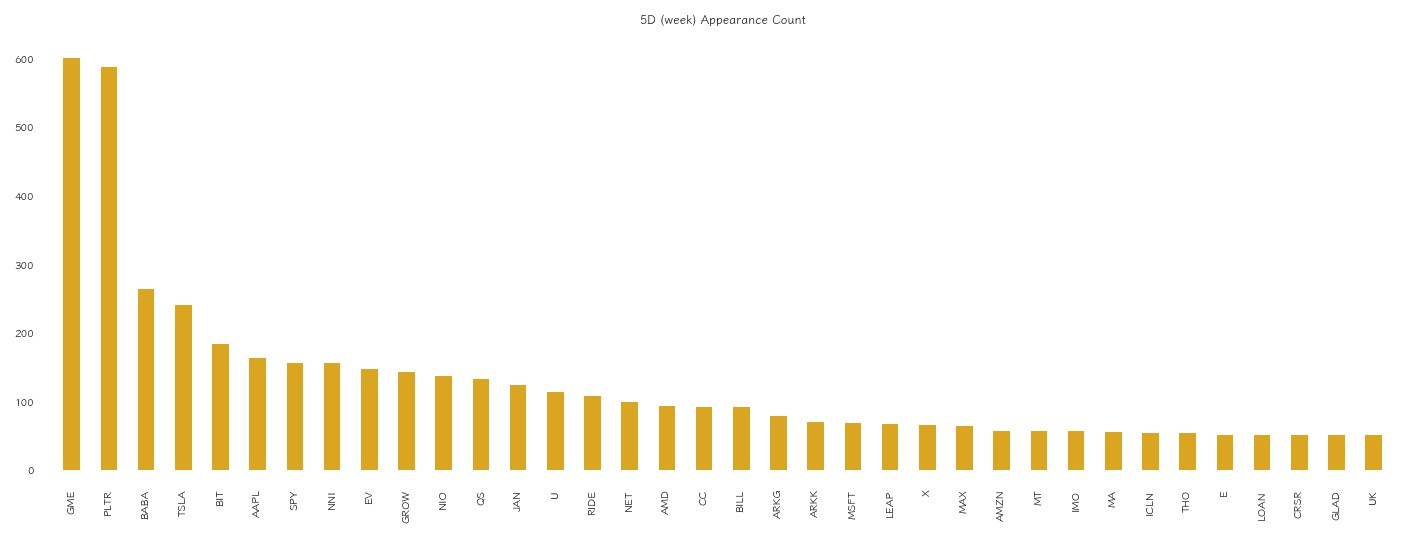 5D (week) Appearance Count
600
500
400
300
200
100
0
GME
PLTR
BABA
TSLA
BIT
AAPL
SPY
NNI
EV
GROW
NIO
QS
JAN
U
RIDE
NET
AMD
CC
BILL
ARKG
ARKK
MSFT
LEAP
X
MAX
AMZN
MT
IMO
MA
ICLN
THO
E
LOAN
CRSR
GLAD
UK